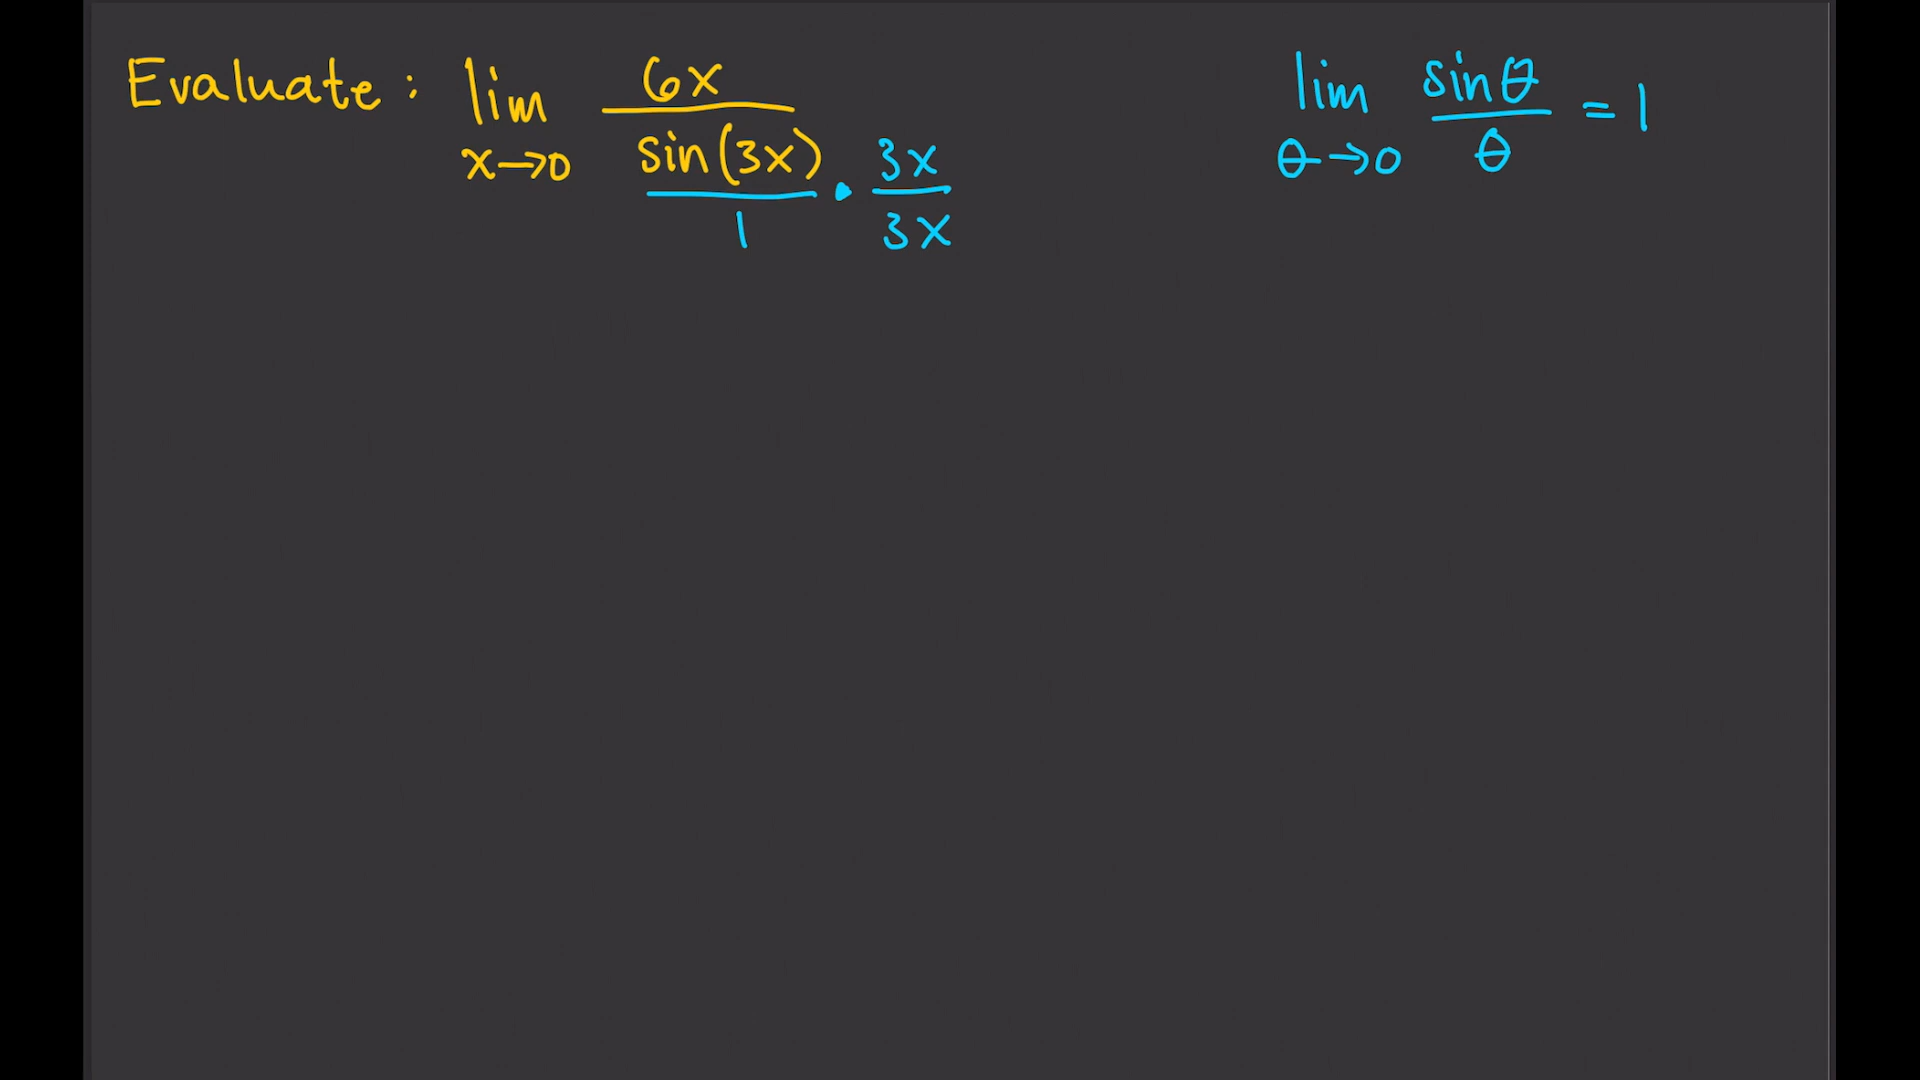 Evaluate: lim x→0 6x / sin(3x) / 1 · 3x / 3x
lim θ→0 sinθ / θ = 1